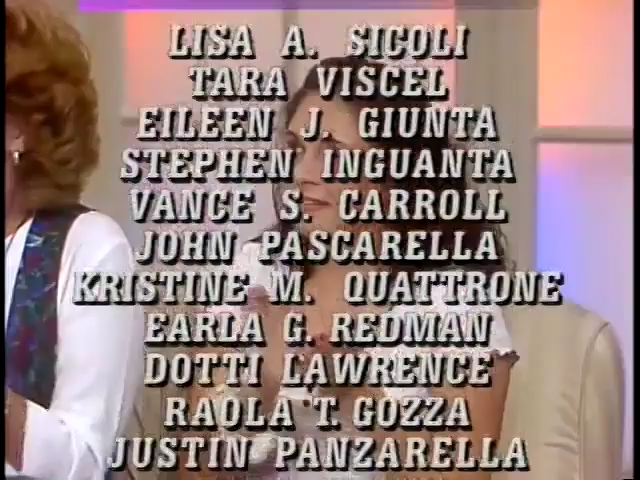 LISA A. SICOLI
TARA VISCEL
EILEEN J. GIUNTA
STEPHEN INGUANTA
VANCE S. CARROLL
JOHN PASCARELLA
KRISTINE M. QUATTRONE
EARLA G. REDMAN
DOTTI LAWRENCE
RAOLA T. GOZZA
JUSTIN PANZARELLA